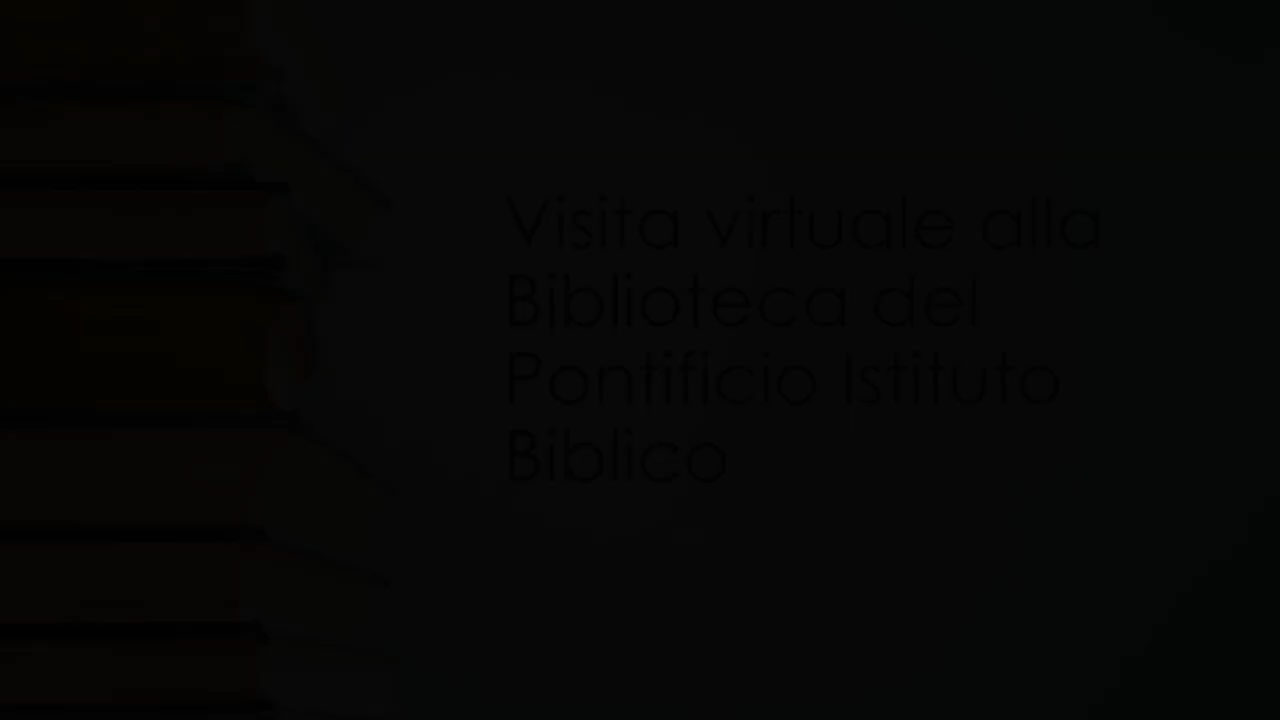 Visita virtuale alla
Biblioteca del
Pontificio Istituto
Biblico